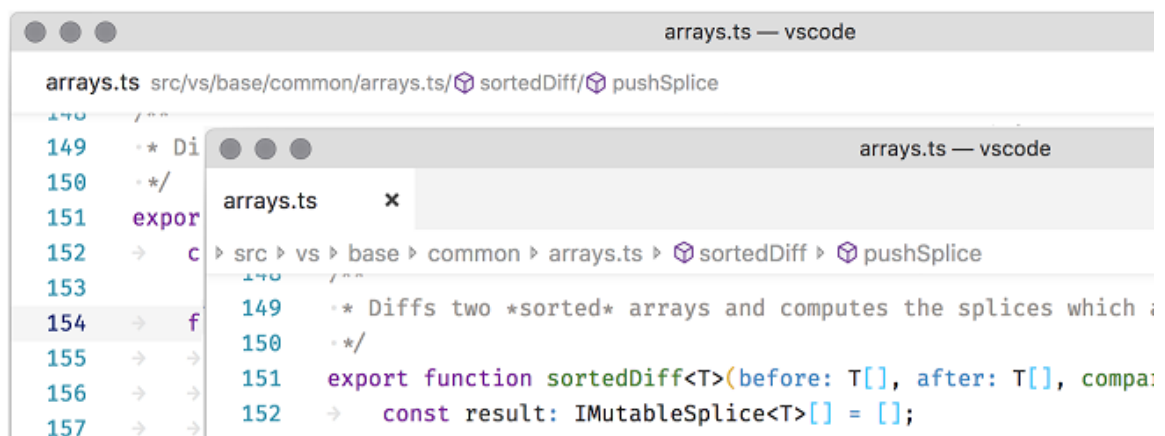 arrays.ts — vscode
arrays.ts src/vs/base/common/arrays.ts/ sortedDiff/ pushSplice
148 /**
149 * Di
150 */
151 expor
152 c
153
154 f
155
156
157
arrays.ts — vscode
arrays.ts ×
src vs base common arrays.ts sortedDiff pushSplice
148 /**
149 * Diffs two *sorted* arrays and computes the splices which
150 */
151 export function sortedDiff<T>(before: T[], after: T[], compar
152 const result: IMutableSplice<T>[] = [];